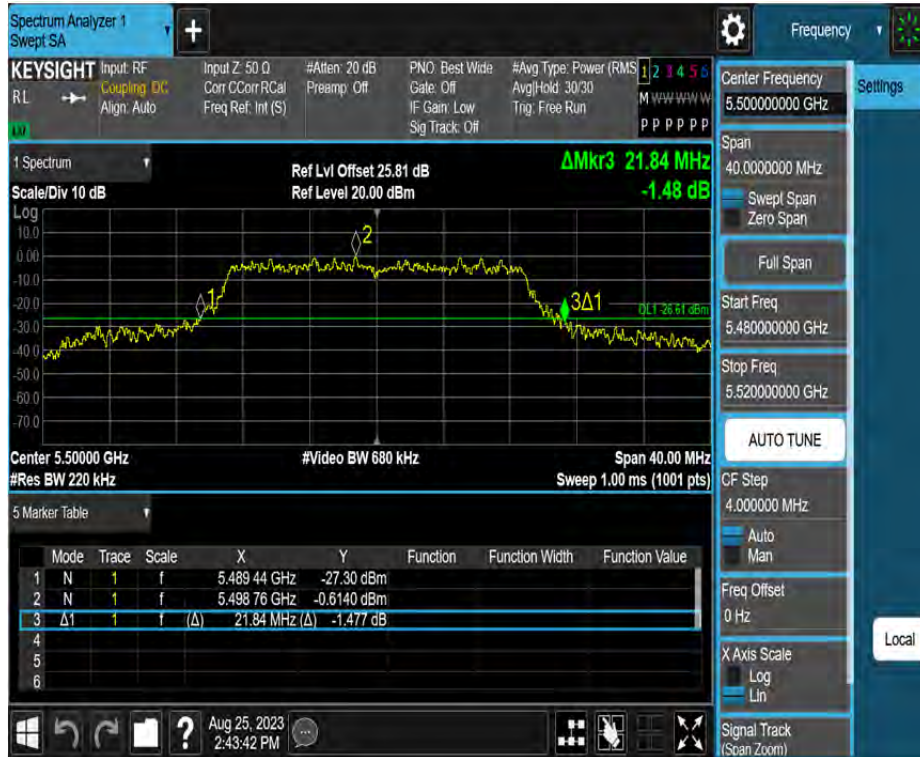 Spectrum Analyzer 1
Swept SA
+
Frequency
KEYSIGHT
RL
Input: RF
Coupling: DC
Align: Auto
Input Z: 50 Ω
Corr CCorr RCal
Freq Ref: Int (S)
#Atten: 20 dB
Preamp: Off
PNO: Best Wide
Gate: Off
IF Gain: Low
Sig Track: Off
#Avg Type: Power (RMS
Avg|Hold: 30/30
Trig: Free Run
1 2 3 4 5 6
M W W W W W
P P P P P P
1 Spectrum
Scale/Div 10 dB
Ref Lvl Offset 25.81 dB
Ref Level 20.00 dBm
ΔMkr3 21.84 MHz
-1.48 dB
Log
10.0
0.00
-10.0
-20.0
-30.0
-40.0
-50.0
-60.0
-70.0
2
1
3Δ1
DL1 -26.61 dBm
Center 5.50000 GHz
#Res BW 220 kHz
#Video BW 680 kHz
Span 40.00 MHz
Sweep 1.00 ms (1001 pts)
5 Marker Table
Mode Trace Scale X Y Function Function Width Function Value
1 N 1 f 5.489 44 GHz -27.30 dBm
2 N 1 f 5.498 76 GHz -0.6140 dBm
3 Δ1 1 f (Δ) 21.84 MHz (Δ) -1.477 dB
4
5
6
?
Aug 25, 2023
2:43:42 PM
Center Frequency
5.500000000 GHz
Settings
Span
40.0000000 MHz
Swept Span
Zero Span
Full Span
Start Freq
5.480000000 GHz
Stop Freq
5.520000000 GHz
AUTO TUNE
CF Step
4.000000 MHz
Auto
Man
Freq Offset
0 Hz
Local
X Axis Scale
Log
Lin
Signal Track
(Span Zoom)